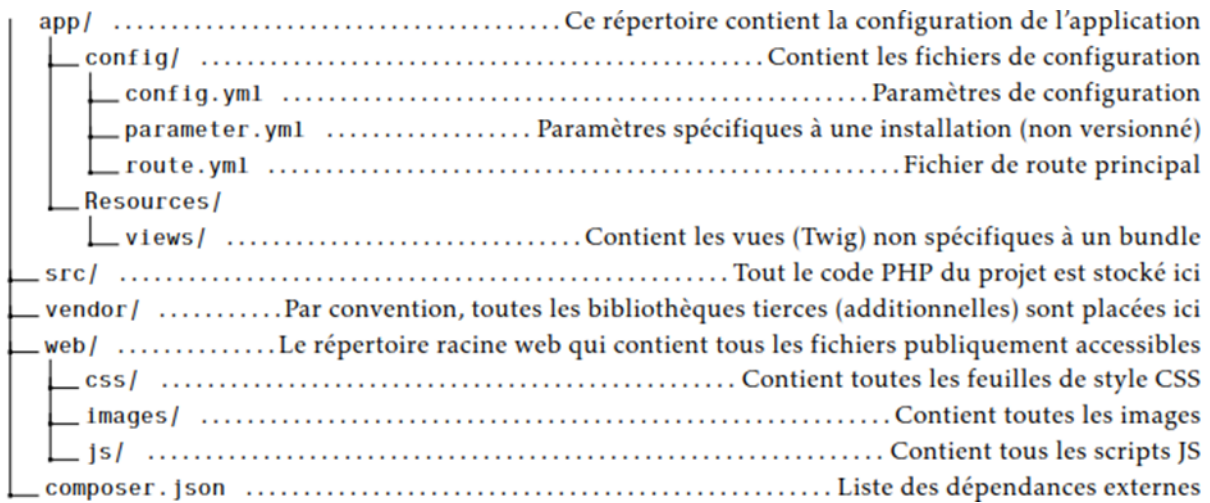 app/ ..................................... Ce répertoire contient la configuration de l’application
config/ ................................................. Contient les fichiers de configuration
config.yml .................................................. Paramètres de configuration
parameter.yml .................. Paramètres spécifiques à une installation (non versionné)
route.yml ...................................................... Fichier de route principal
Resources/
views/ .............................. Contient les vues (Twig) non spécifiques à un bundle
src/ .................................................... Tout le code PHP du projet est stocké ici
vendor/ ........... Par convention, toutes les bibliothèques tierces (additionnelles) sont placées ici
web/ .............. Le répertoire racine web qui contient tous les fichiers publiquement accessibles
css/ .................................................. Contient toutes les feuilles de style CSS
images/ ............................................................ Contient toutes les images
js/ ................................................................ Contient tous les scripts JS
composer.json ................................................... Liste des dépendances externes